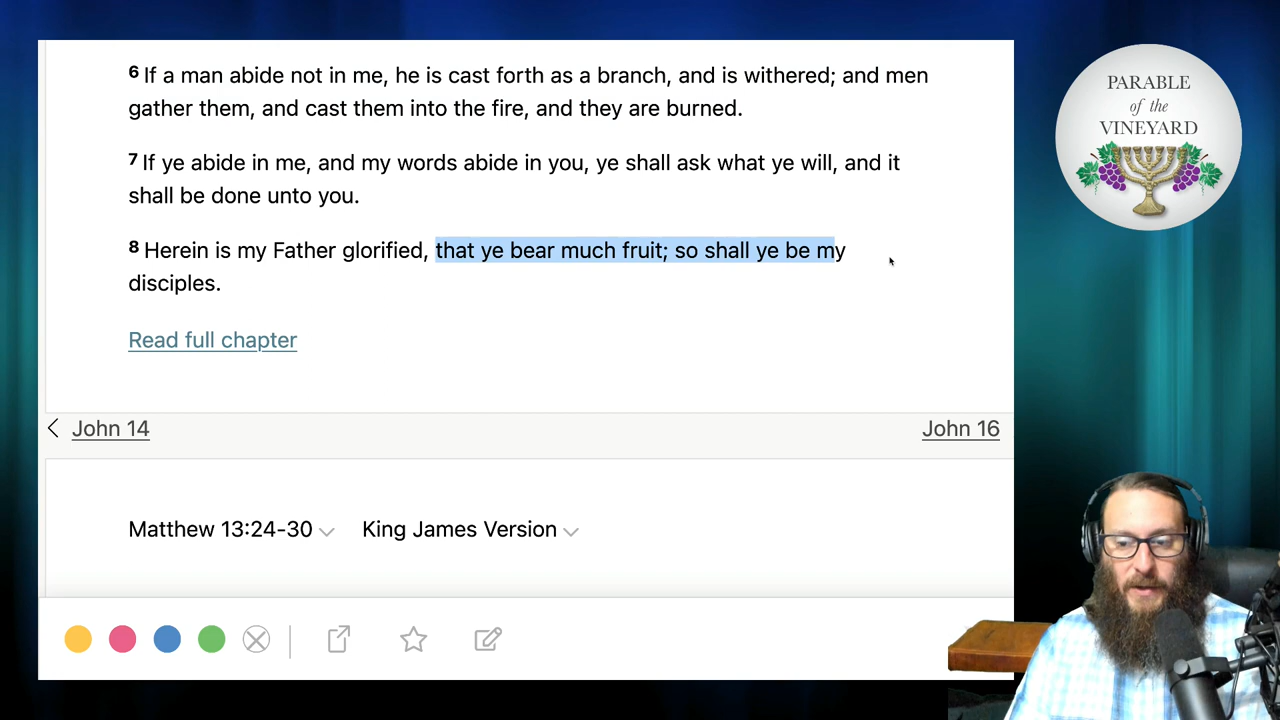 6 If a man abide not in me, he is cast forth as a branch, and is withered; and men
gather them, and cast them into the fire, and they are burned.
7 If ye abide in me, and my words abide in you, ye shall ask what ye will, and it
shall be done unto you.
8 Herein is my Father glorified, that ye bear much fruit; so shall ye be my
disciples.
Read full chapter
John 14
John 16
Matthew 13:24-30
King James Version
PARABLE
of the
VINEYARD